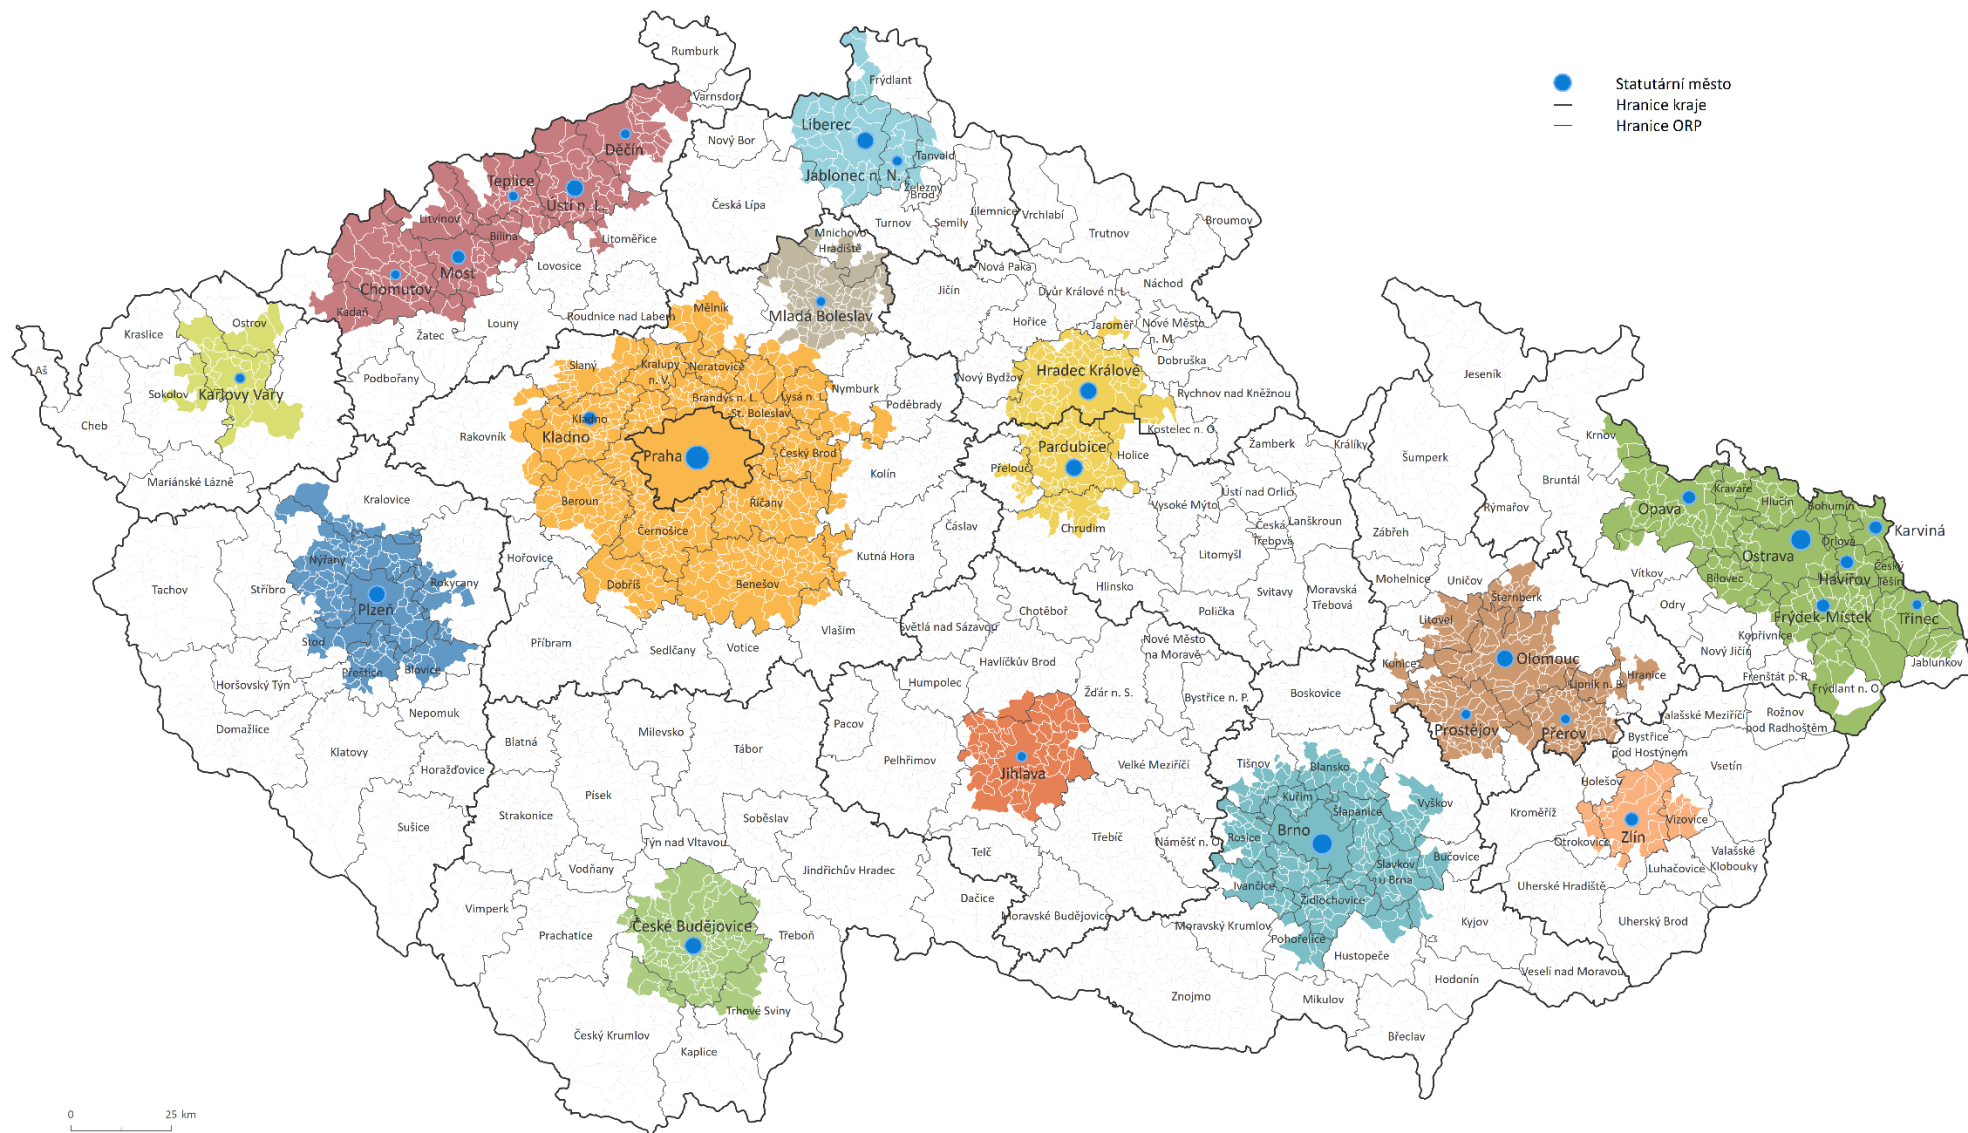 Statutární město
Hranice kraje
Hranice ORP
Rumburk
Varnsdorf
Frýdlant
Děčín
Nový Bor
Liberec
Tanvald
Jablonec n. N.
Železný
Brod
Teplice
Ústí n. L.
Česká Lípa
Litvínov
Bílina
Litoměřice
Turnov
Semily
Jilemnice
Vrchlabí
Trutnov
Broumov
Mnichovo
Hradiště
Most
Lovosice
Chomutov
Kadaň
Nová Paka
Jičín
Dvůr Králové n. L.
Náchod
Mladá Boleslav
Mělník
Roudnice nad Labem
Louny
Žatec
Ostrov
Kraslice
Hořice
Jaroměř
Nové Město
n. M.
Dobruška
Aš
Podbořany
Slaný
Kralupy
n. V.
Neratovice
Nymburk
Nový Bydžov
Hradec Králové
Rychnov nad Kněžnou
Jeseník
Sokolov
Karlovy Vary
Brandýs n. L.
St. Boleslav
Lysá n. L.
Poděbrady
Cheb
Kladno
Kladno
Rakovník
Praha
Český Brod
Kolín
Kostelec n. O.
Pardubice
Holice
Přelouč
Žamberk
Králíky
Šumperk
Krnov
Mariánské Lázně
Kralovice
Beroun
Říčany
Černošice
Čáslav
Chrudim
Vysoké Mýto
Ústí nad Orlicí
Česká
Třebová
Lanškroun
Bruntál
Rýmařov
Zábřeh
Opava
Kravaře
Hlučín
Bohumín
Karviná
Ostrava
Orlová
Havířov
Český
Těšín
Bílovec
Vítkov
Tachov
Stříbro
Nýřany
Rokycany
Plzeň
Hořovice
Dobříš
Benešov
Kutná Hora
Hlinsko
Litomyšl
Svitavy
Moravská
Třebová
Mohelnice
Uničov
Šternberk
Litovel
Odry
Frýdek-Místek
Třinec
Kopřivnice
Nový Jičín
Jablunkov
Frenštát p. R.
Frýdlant n. O.
Stod
Přeštice
Blovice
Příbram
Sedlčany
Votice
Vlašim
Světlá nad Sázavou
Chotěboř
Polička
Havlíčkův Brod
Nové Město
na Moravě
Konice
Olomouc
Lipník n. B.
Hranice
Horšovský Týn
Domažlice
Nepomuk
Klatovy
Horažďovice
Blatná
Milevsko
Tábor
Pacov
Humpolec
Pelhřimov
Žďár n. S.
Bystřice n. P.
Boskovice
Prostějov
Přerov
Valašské Meziříčí
Rožnov
pod Radhoštěm
Bystřice
pod Hostýnem
Vsetín
Jihlava
Velké Meziříčí
Tišnov
Blansko
Kuřim
Šlapanice
Vyškov
Holešov
Kroměříž
Zlín
Vizovice
Otrokovice
Písek
Strakonice
Sušice
Soběslav
Týn nad Vltavou
Vodňany
Jindřichův Hradec
Telč
Třebíč
Náměšť n. O.
Rosice
Brno
Slavkov
u Brna
Bučovice
Ivančice
Židlochovice
Luhačovice
Valašské
Klobouky
Uherské Hradiště
Uherský Brod
Vimperk
Prachatice
České Budějovice
Třeboň
Dačice
Moravské Budějovice
Moravský Krumlov
Pohořelice
Hustopeče
Kyjov
Hodonín
Veselí nad Moravou
Znojmo
Mikulov
Břeclav
Trhové Sviny
Český Krumlov
Kaplice
0 25 km